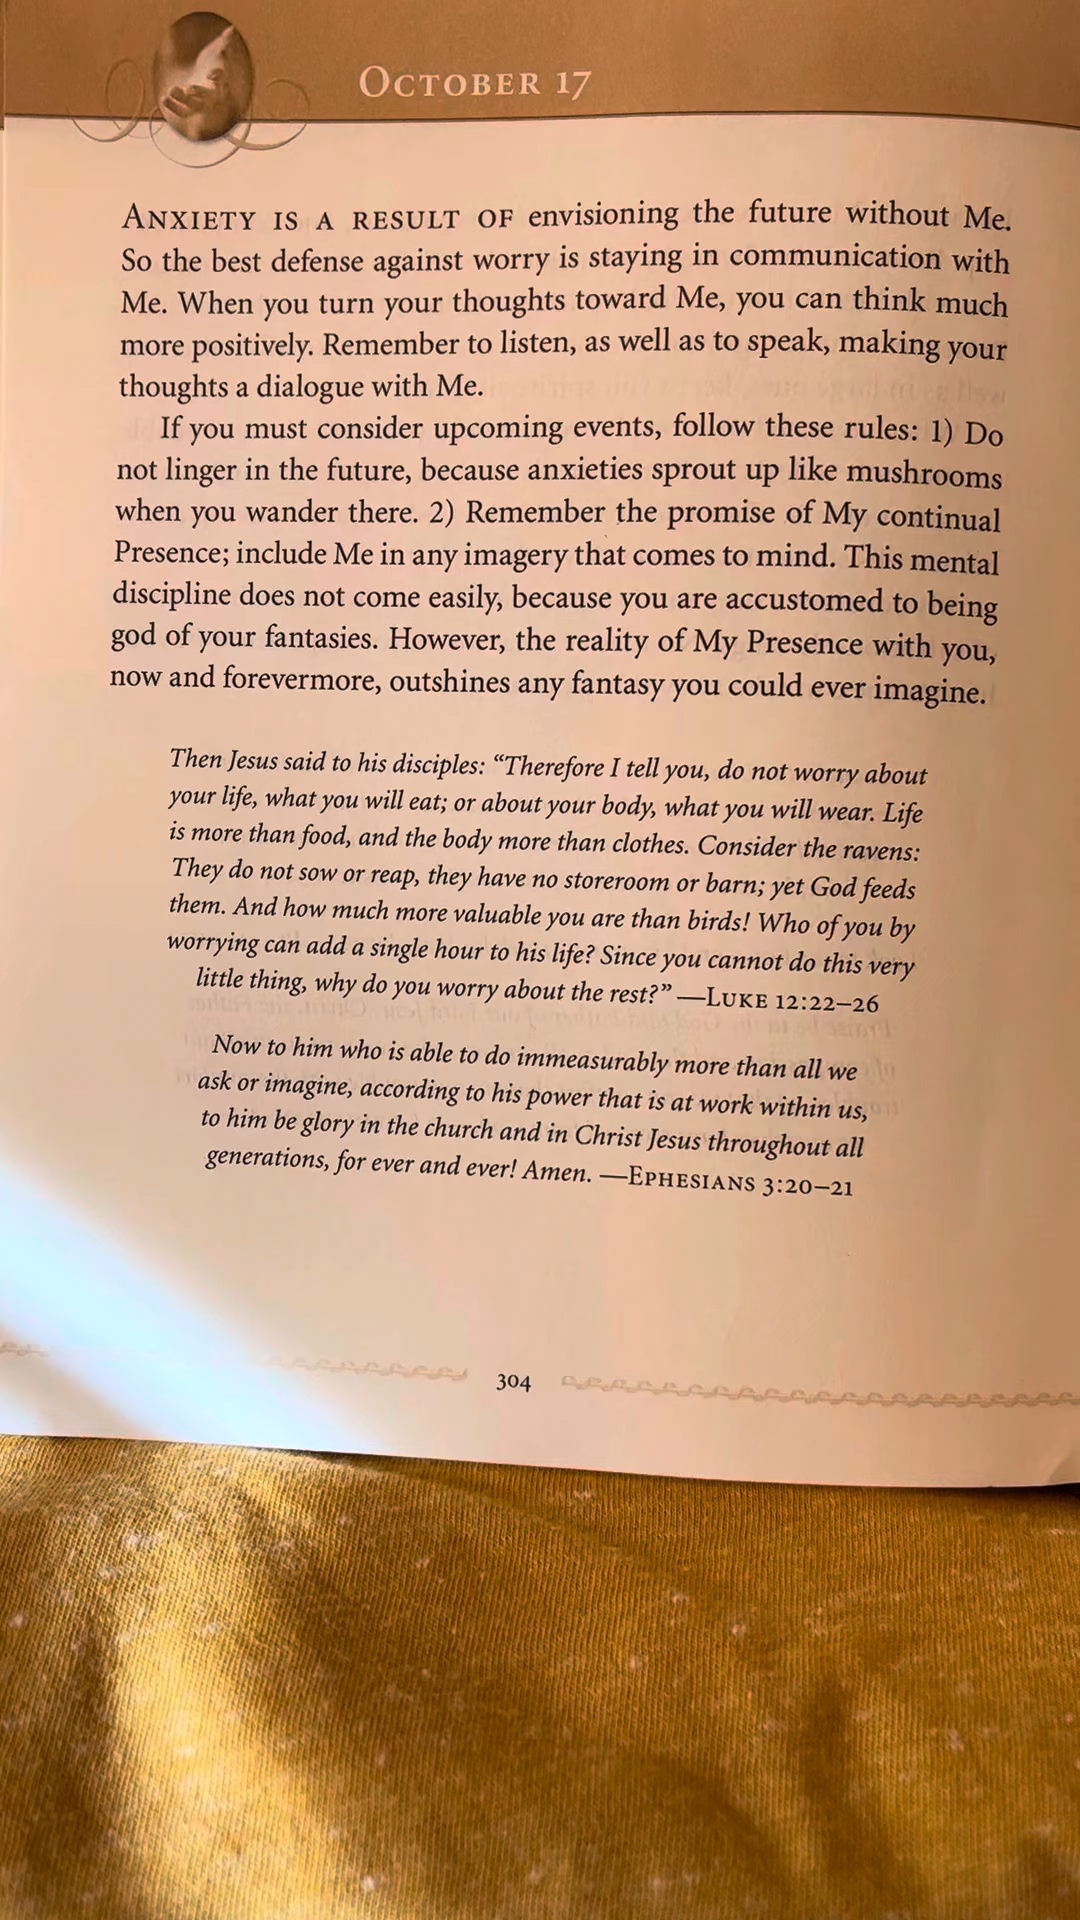 October 17
Anxiety is a result of envisioning the future without Me.
So the best defense against worry is staying in communication with
Me. When you turn your thoughts toward Me, you can think much
more positively. Remember to listen, as well as to speak, making your
thoughts a dialogue with Me.
If you must consider upcoming events, follow these rules: 1) Do
not linger in the future, because anxieties sprout up like mushrooms
when you wander there. 2) Remember the promise of My continual
Presence; include Me in any imagery that comes to mind. This mental
discipline does not come easily, because you are accustomed to being
god of your fantasies. However, the reality of My Presence with you,
now and forevermore, outshines any fantasy you could ever imagine.
Then Jesus said to his disciples: “Therefore I tell you, do not worry about
your life, what you will eat; or about your body, what you will wear. Life
is more than food, and the body more than clothes. Consider the ravens:
They do not sow or reap, they have no storeroom or barn; yet God feeds
them. And how much more valuable you are than birds! Who of you by
worrying can add a single hour to his life? Since you cannot do this very
little thing, why do you worry about the rest?” —Luke 12:22–26
Now to him who is able to do immeasurably more than all we
ask or imagine, according to his power that is at work within us,
to him be glory in the church and in Christ Jesus throughout all
generations, for ever and ever! Amen. —Ephesians 3:20–21
304